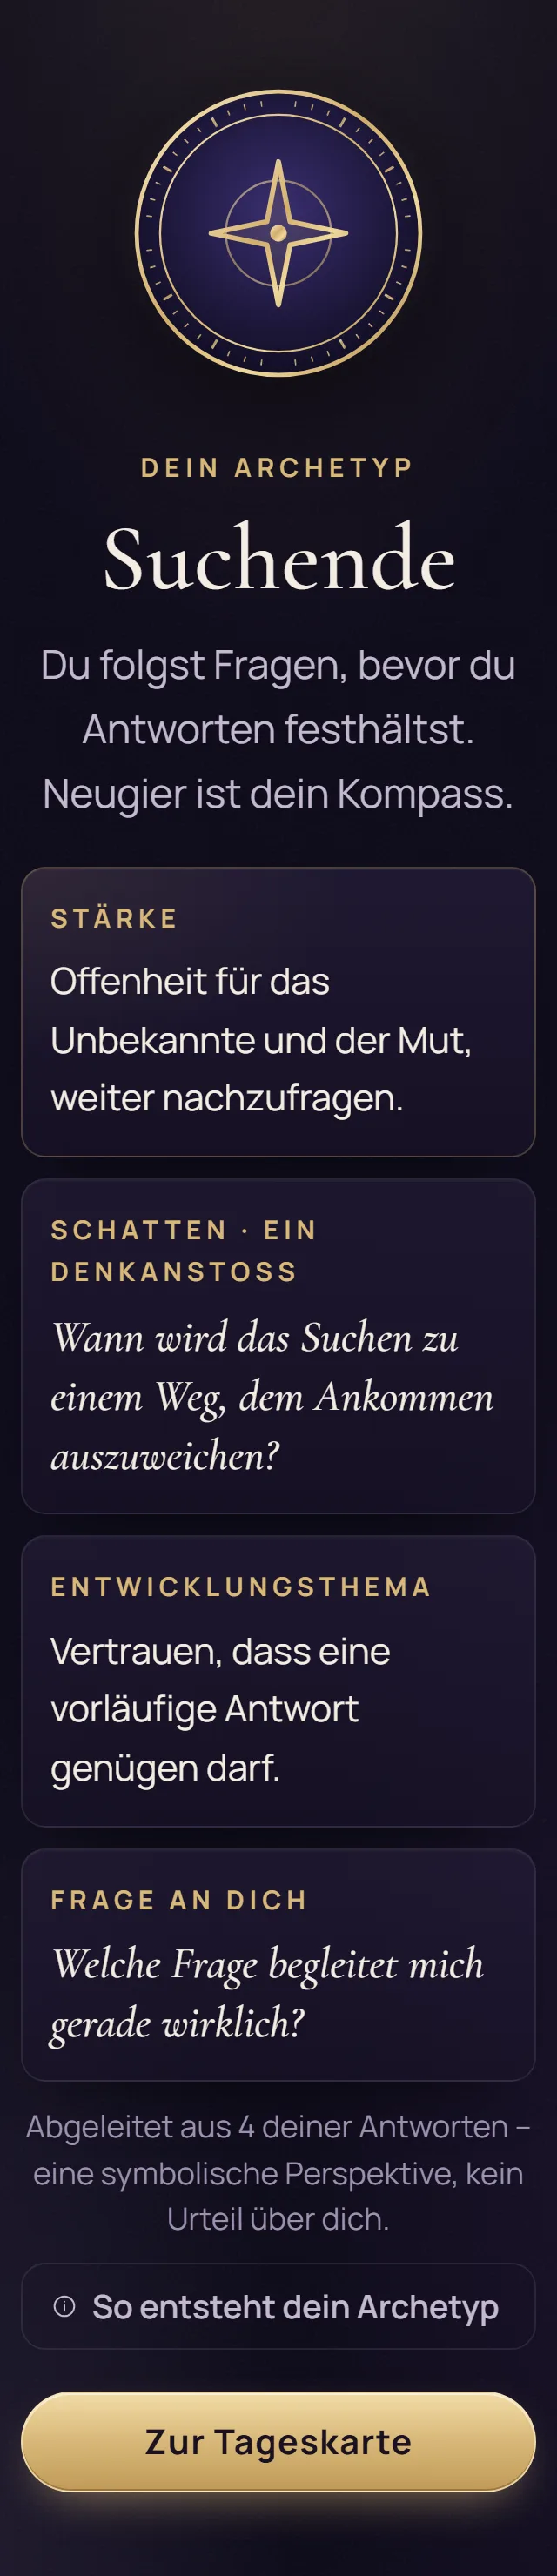 DEIN ARCHETYP
Suchende
Du folgst Fragen, bevor du
Antworten festhältst.
Neugier ist dein Kompass.
STÄRKE
Offenheit für das
Unbekannte und der Mut,
weiter nachzufragen.
SCHATTEN · EIN
DENKANSTOSS
Wann wird das Suchen zu
einem Weg, dem Ankommen
auszuweichen?
ENTWICKLUNGSTHEMA
Vertrauen, dass eine
vorläufige Antwort
genügen darf.
FRAGE AN DICH
Welche Frage begleitet mich
gerade wirklich?
Abgeleitet aus 4 deiner Antworten –
eine symbolische Perspektive, kein
Urteil über dich.
So entsteht dein Archetyp
Zur Tageskarte